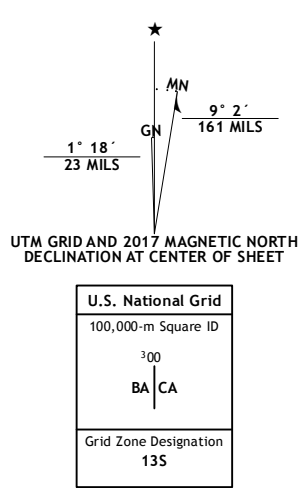 ★
MN
GN
9° 2´
161 MILS
1° 18´
23 MILS
UTM GRID AND 2017 MAGNETIC NORTH
DECLINATION AT CENTER OF SHEET
U.S. National Grid
100,000-m Square ID
³00
BA CA
Grid Zone Designation
13S